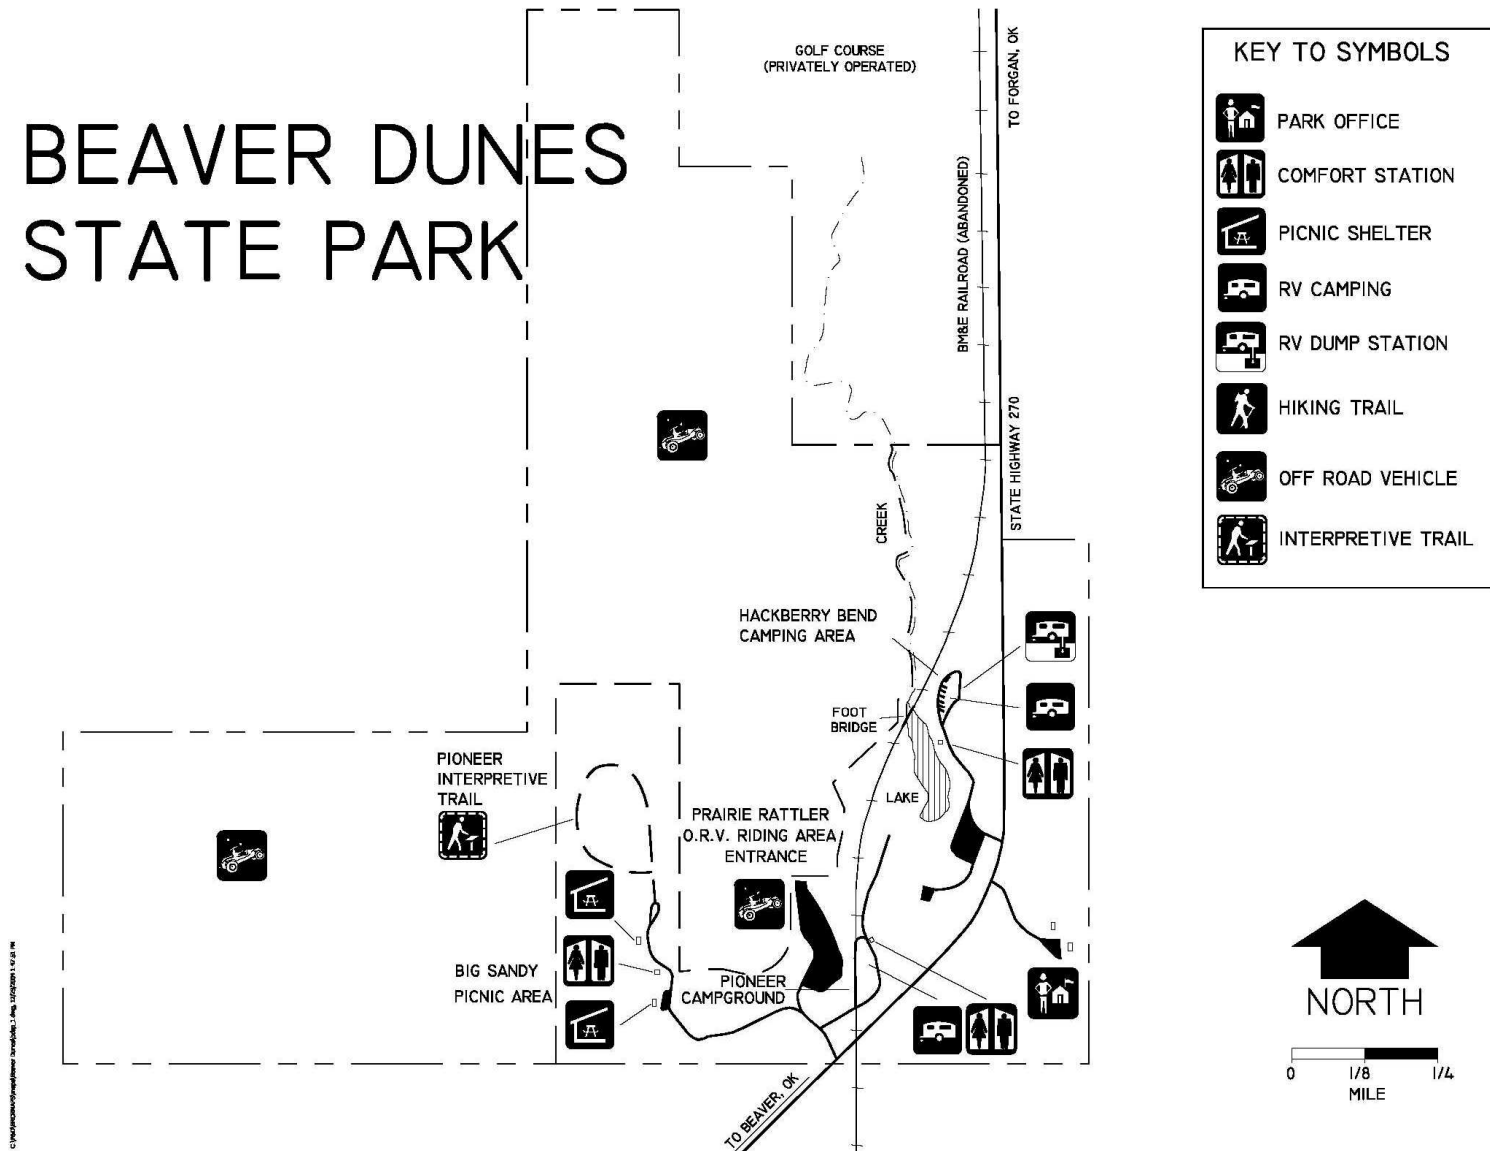 BEAVER DUNES
STATE PARK
GOLF COURSE
(PRIVATELY OPERATED)
TO FORGAN, OK
BM&E RAILROAD (ABANDONED)
STATE HIGHWAY 270
CREEK
HACKBERRY BEND
CAMPING AREA
FOOT
BRIDGE
LAKE
PIONEER
INTERPRETIVE
TRAIL
PRAIRIE RATTLER
O.R.V. RIDING AREA
ENTRANCE
BIG SANDY
PICNIC AREA
PIONEER
CAMPGROUND
TO BEAVER, OK
KEY TO SYMBOLS
PARK OFFICE
COMFORT STATION
PICNIC SHELTER
RV CAMPING
RV DUMP STATION
HIKING TRAIL
OFF ROAD VEHICLE
INTERPRETIVE TRAIL
NORTH
0 1/8 1/4
MILE